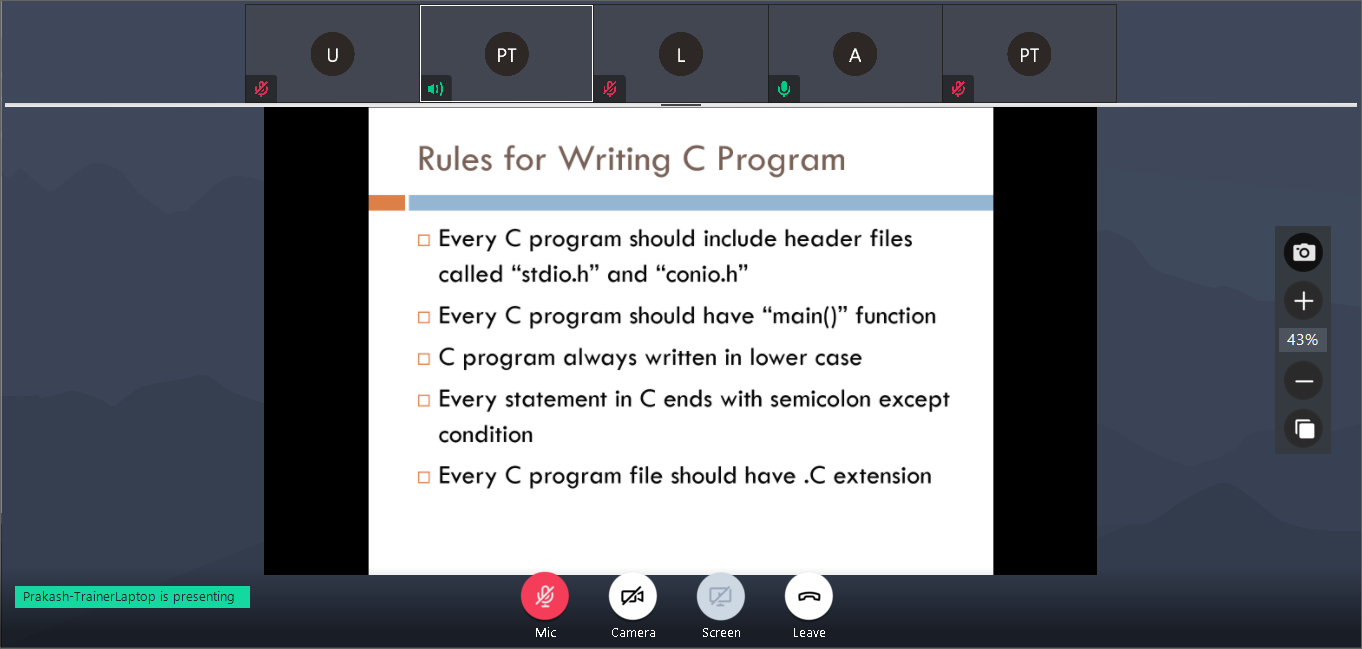 U
PT
L
A
PT
Rules for Writing C Program
Every C program should include header files
called “stdio.h” and “conio.h”
Every C program should have “main()” function
C program always written in lower case
Every statement in C ends with semicolon except
condition
Every C program file should have .C extension
43%
Prakash-TrainerLaptop is presenting
Mic
Camera
Screen
Leave